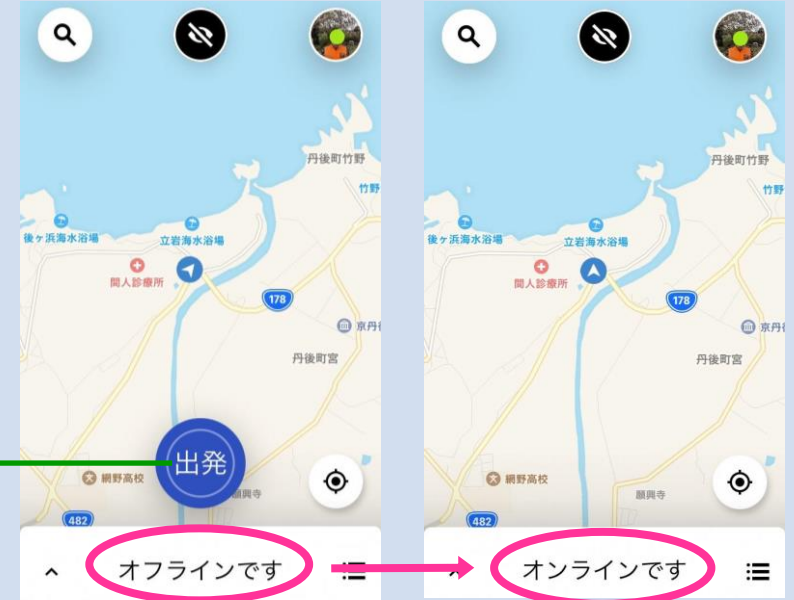 丹後町竹野
竹野
後ヶ浜海水浴場
立岩海水浴場
間人診療所
178
京丹
丹後町宮
出発
網野高校
願興寺
482
オフラインです
丹後町竹野
竹野
後ヶ浜海水浴場
立岩海水浴場
間人診療所
178
京丹
丹後町宮
網野高校
願興寺
482
オンラインです